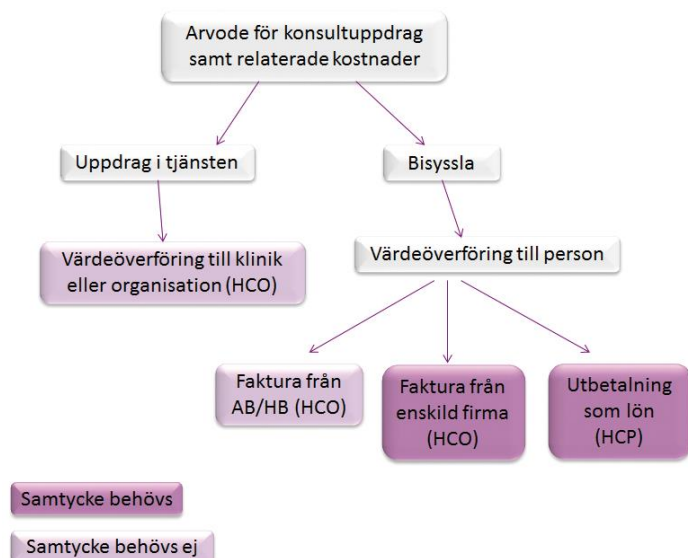 Arvode för konsultuppdrag
samt relaterade kostnader
Uppdrag i tjänsten
Bisyssla
Värdeöverföring till klinik
eller organisation (HCO)
Värdeöverföring till person
Faktura från
AB/HB (HCO)
Faktura från
enskild firma
(HCO)
Utbetalning
som lön
(HCP)
Samtycke behövs
Samtycke behövs ej